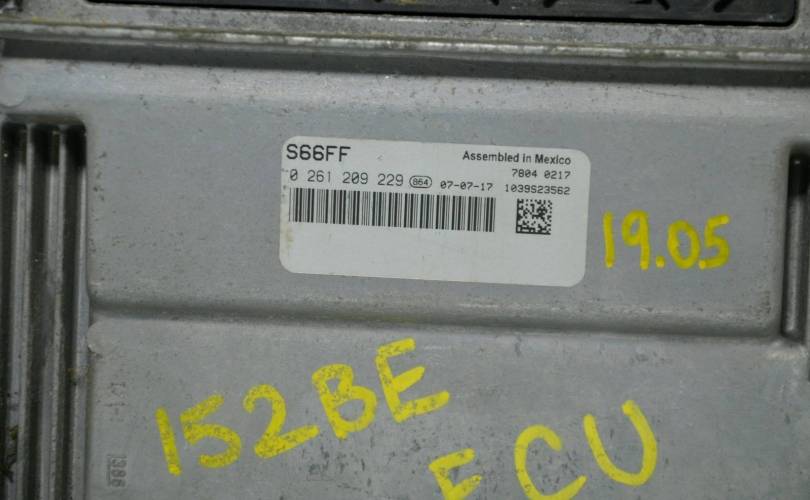 S66FF Assembled in Mexico
7804 0217
0 261 209 229 864 07-07-17 1039S23562
19.05
152BE
ECU